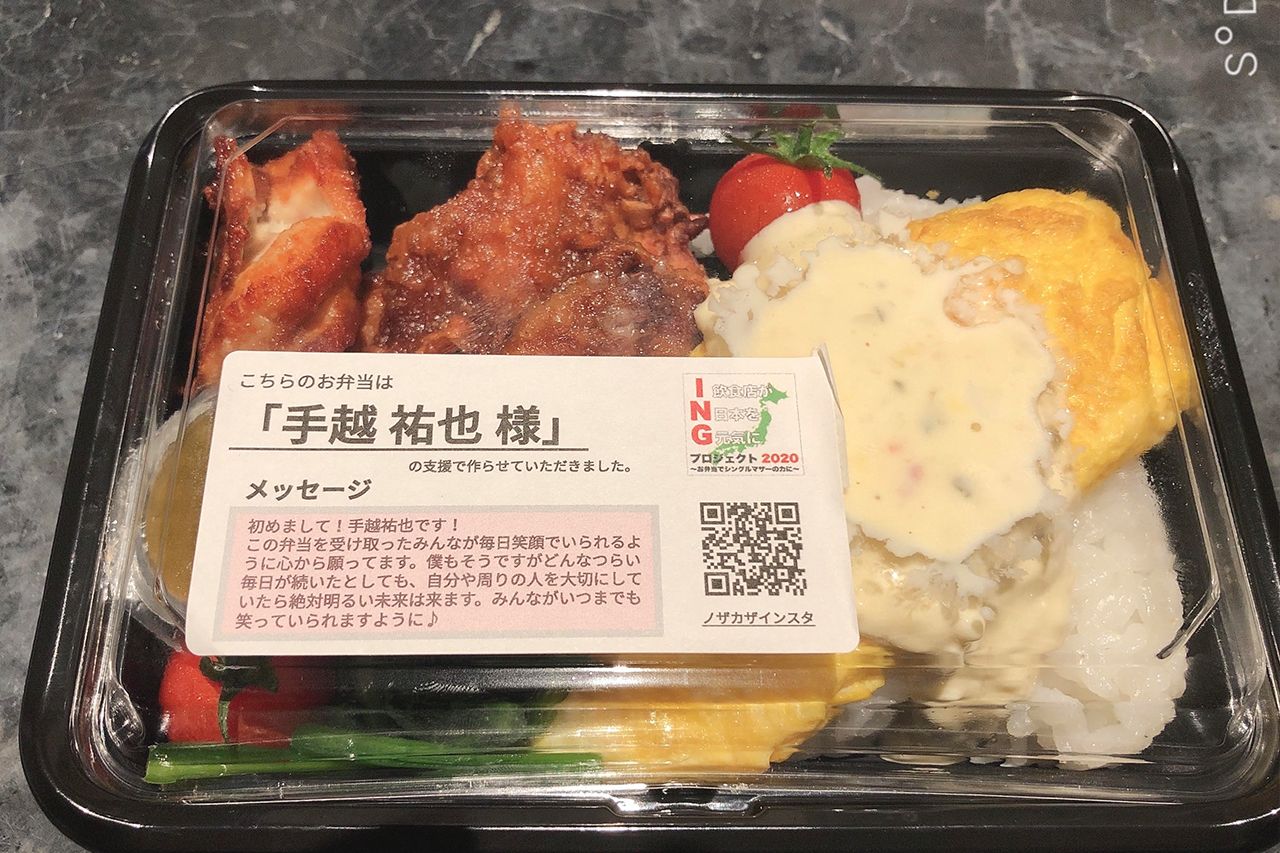 こちらのお弁当は
「手越 祐也 様」
の支援で作らせていただきました。
メッセージ
初めまして！手越祐也です！
この弁当を受け取ったみんなが毎日笑顔でいられるよ
うに心から願ってます。僕もそうですがどんなつらい
毎日が続いたとしても、自分や周りの人を大切にして
いたら絶対明るい未来は来ます。みんながいつまでも
笑っていられますように♪
I 飲食店が
N 日本を
G 元気に
プロジェクト 2020
～お弁当でシングルマザーの力に～
ノザカザインスタ